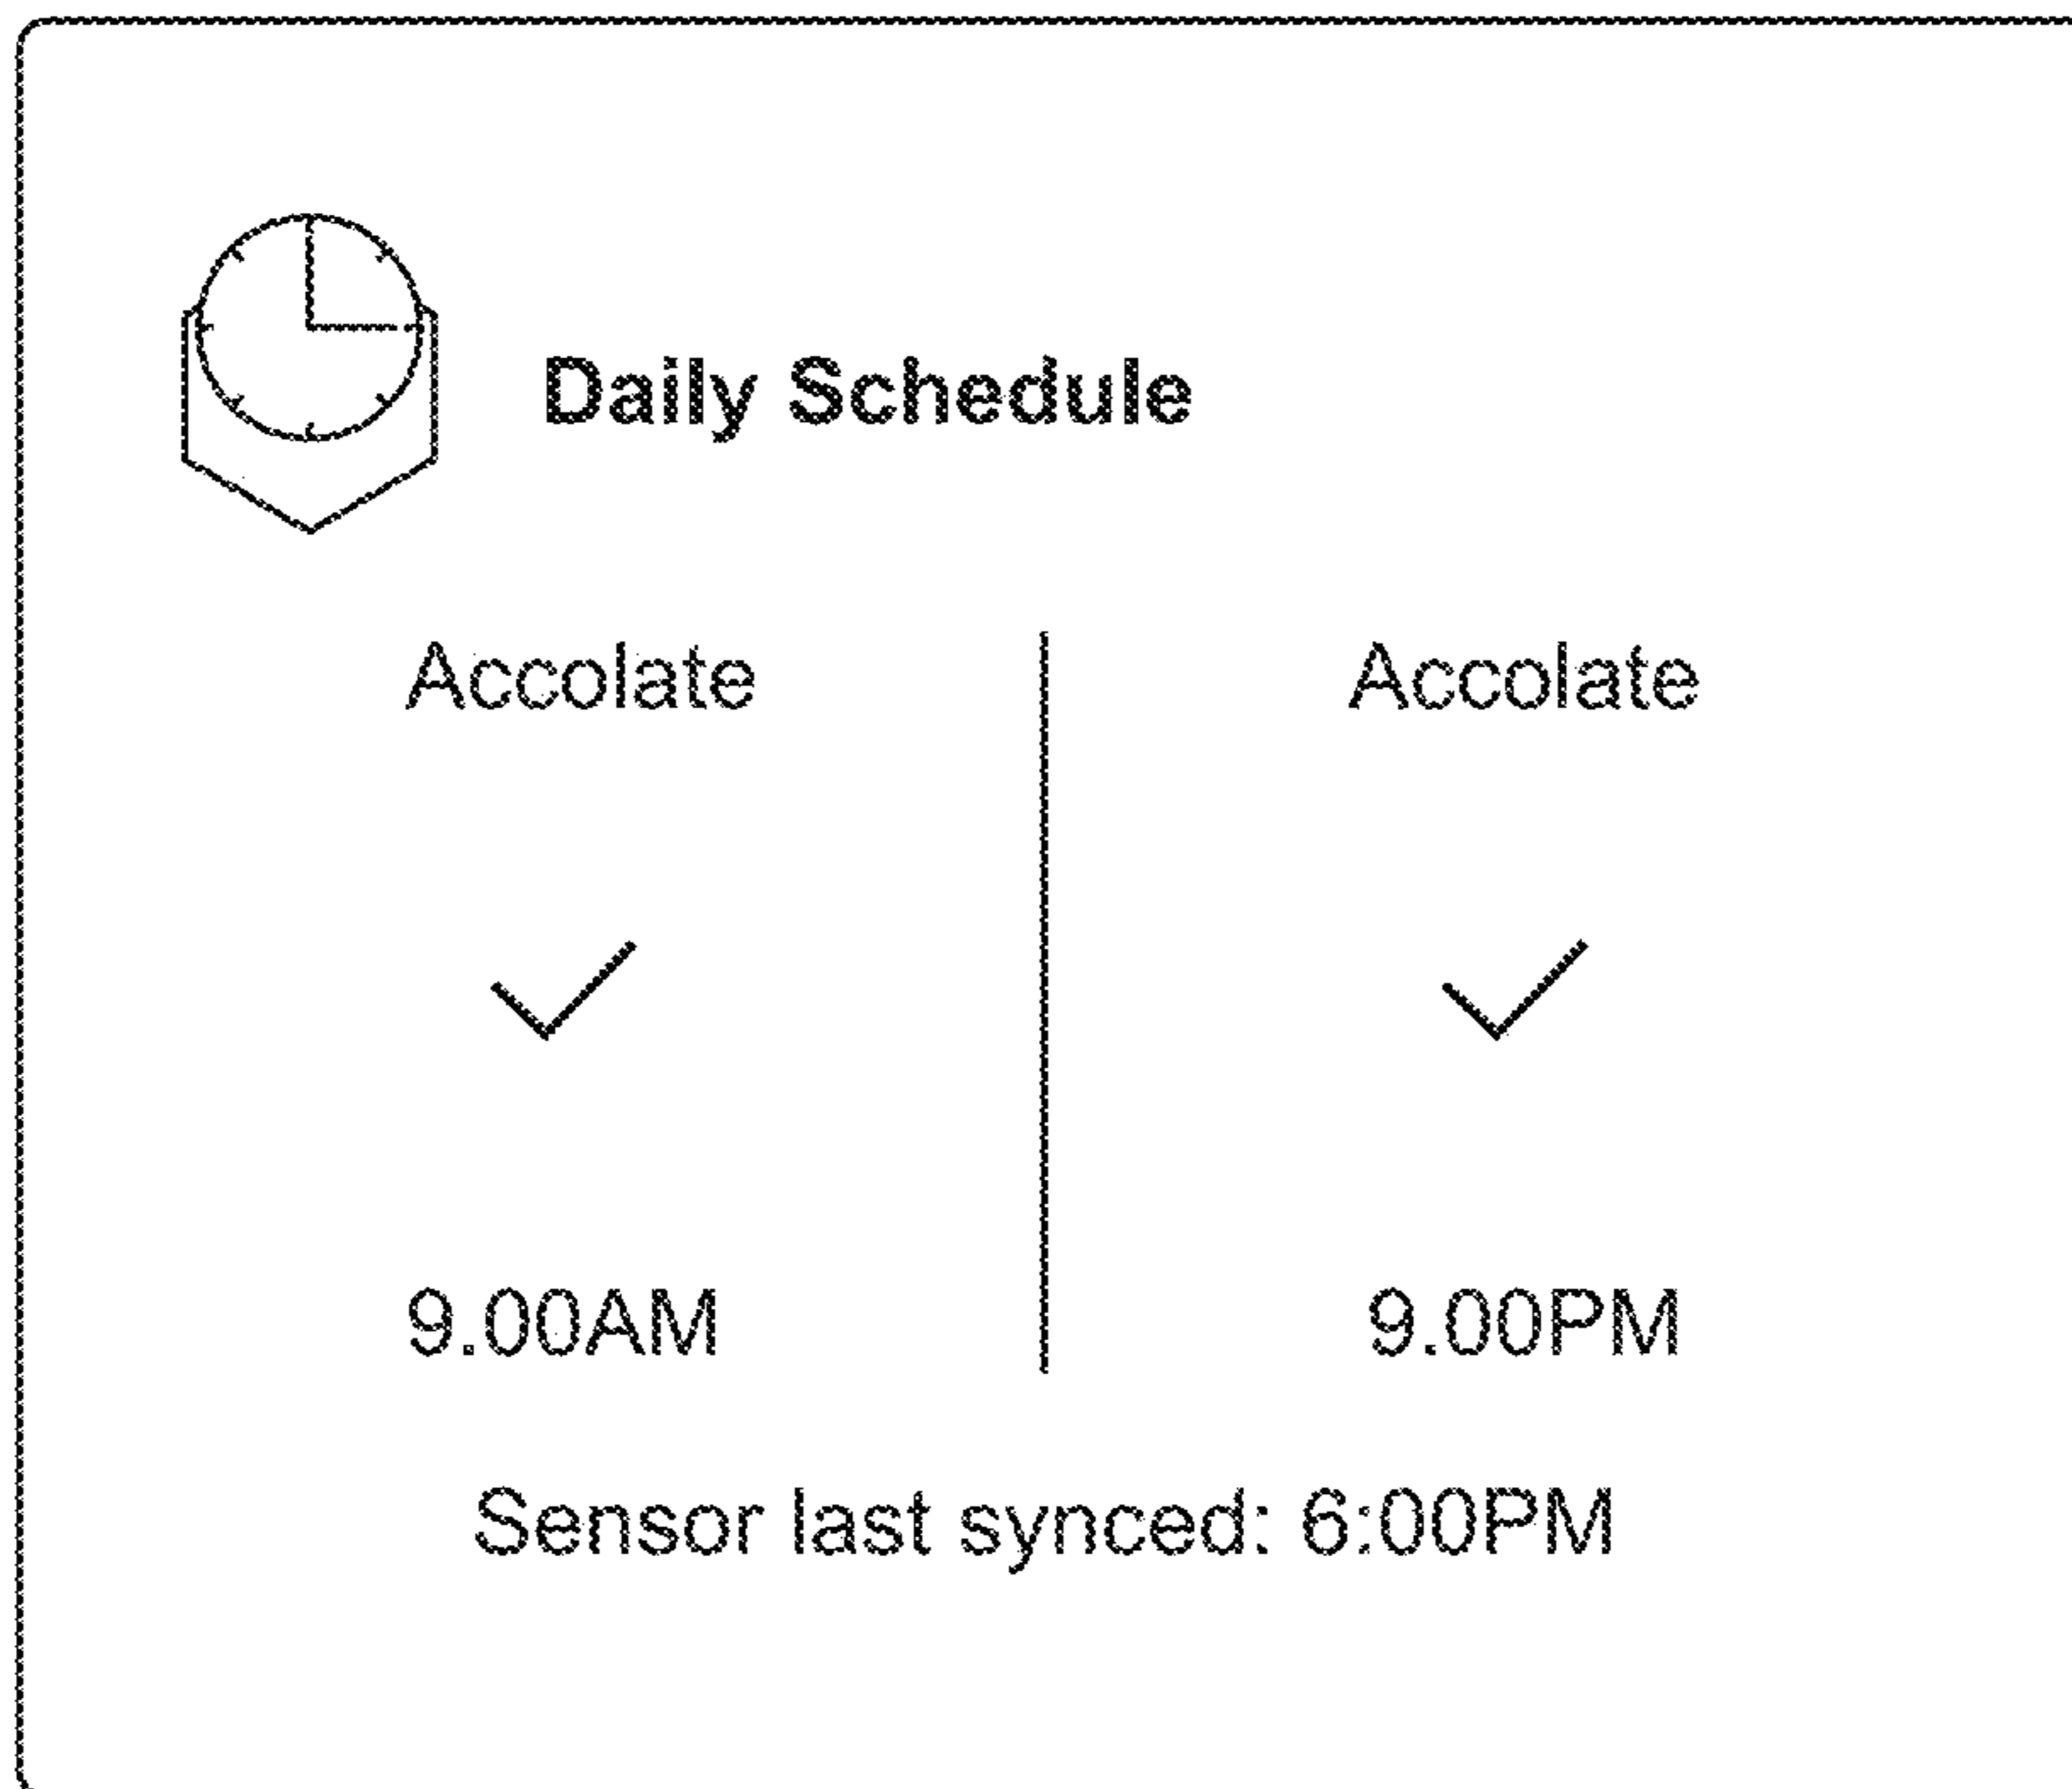 Daily Schedule
Accolate Accolate
9.00AM 9.00PM
Sensor last synced: 6:00PM